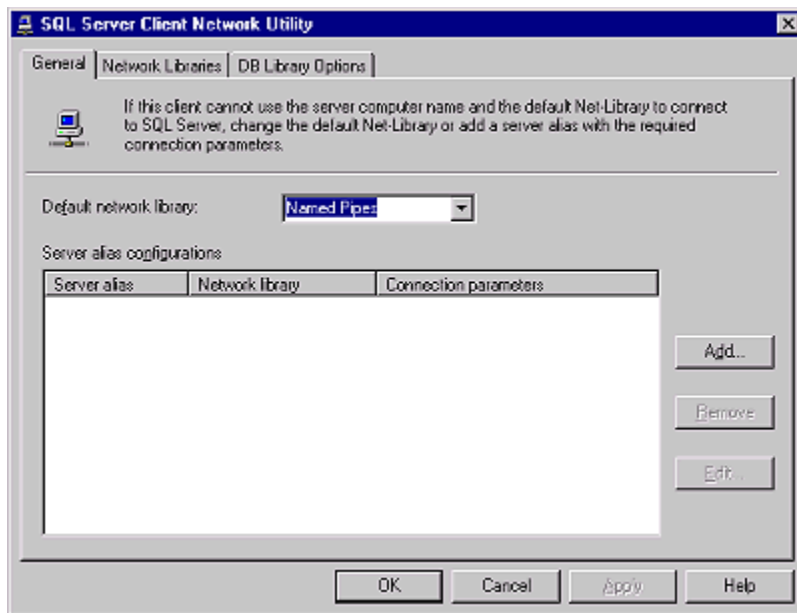 SQL Server Client Network Utility
General
Network Libraries
DB Library Options
If this client cannot use the server computer name and the default Net-Library to connect
to SQL Server, change the default Net-Library or add a server alias with the required
connection parameters.
Default network library:
Named Pipes
Server alias configurations
Server alias
Network library
Connection parameters
Add...
Remove
Edit...
OK
Cancel
Apply
Help